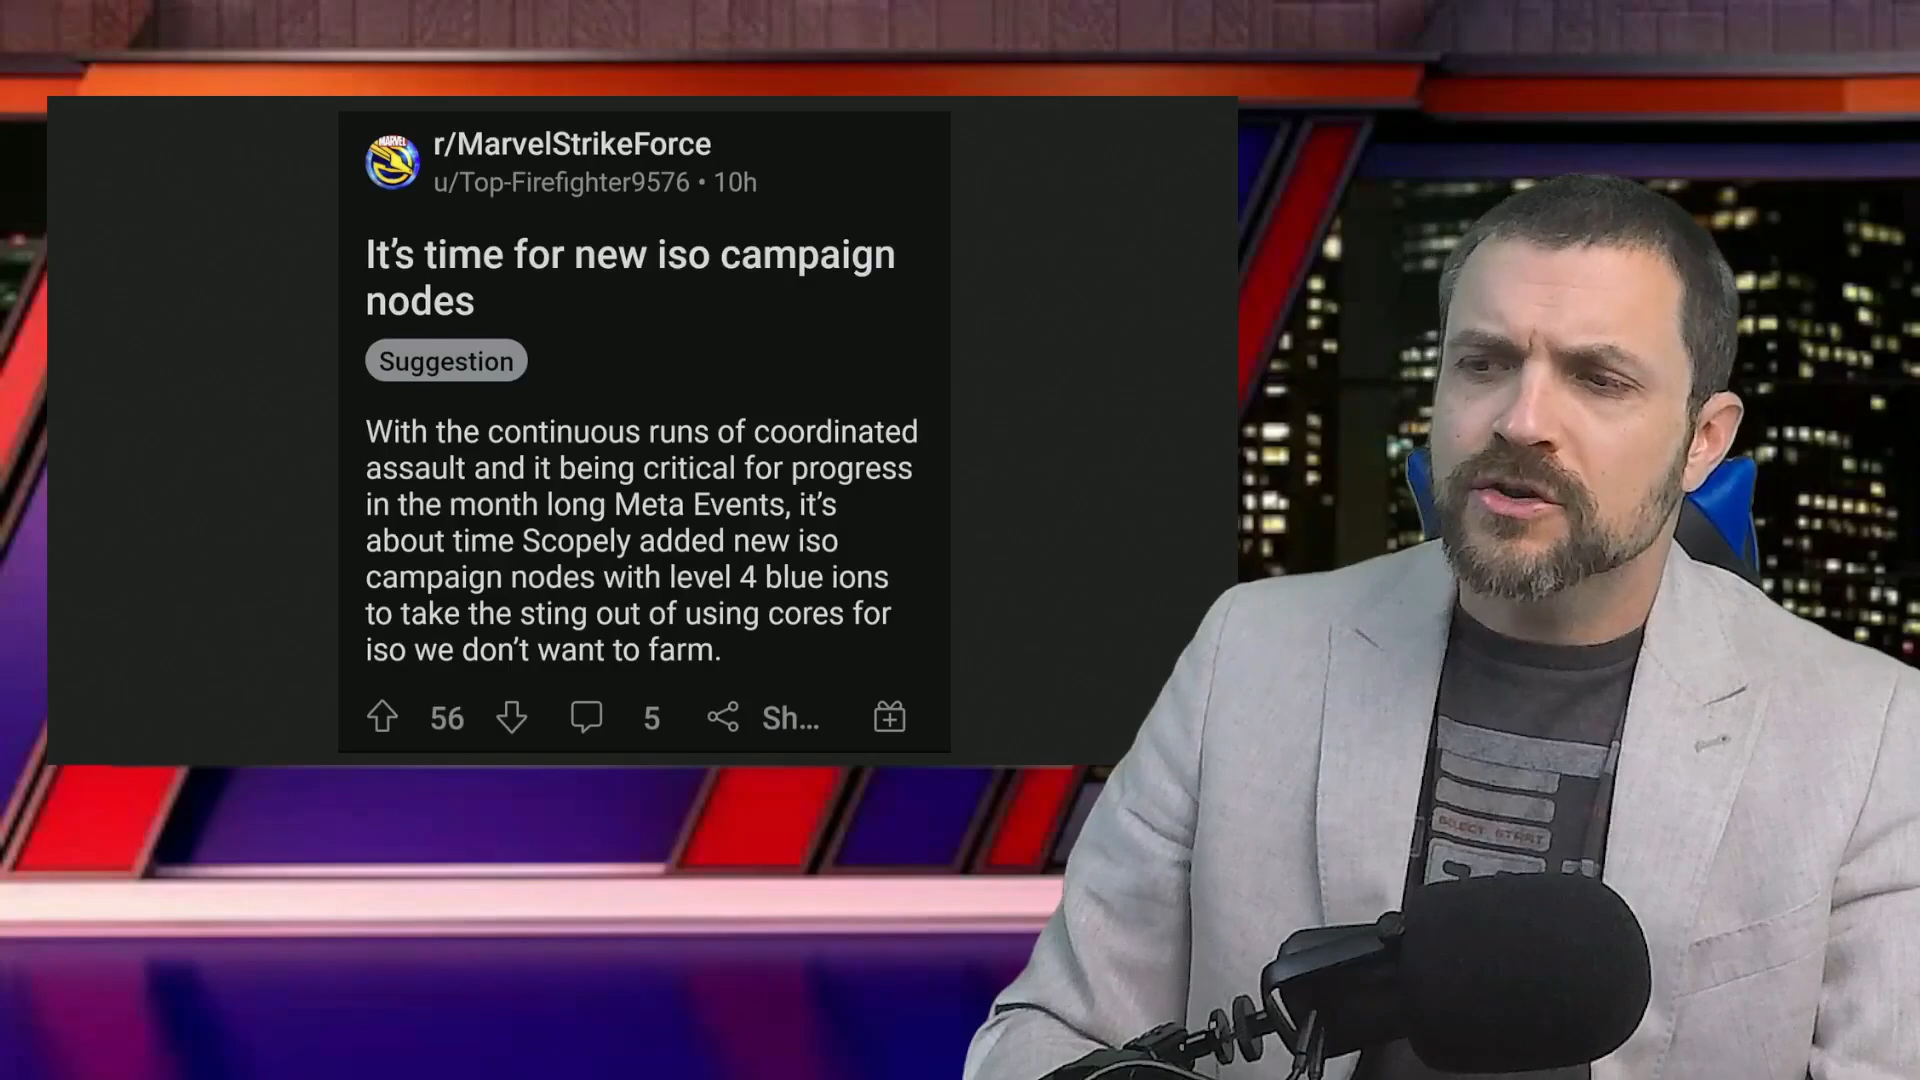 MARVEL
r/MarvelStrikeForce
u/Top-Firefighter9576 • 10h
It’s time for new iso campaign
nodes
Suggestion
With the continuous runs of coordinated
assault and it being critical for progress
in the month long Meta Events, it’s
about time Scopely added new iso
campaign nodes with level 4 blue ions
to take the sting out of using cores for
iso we don’t want to farm.
56 5 Sh...
SELECT START